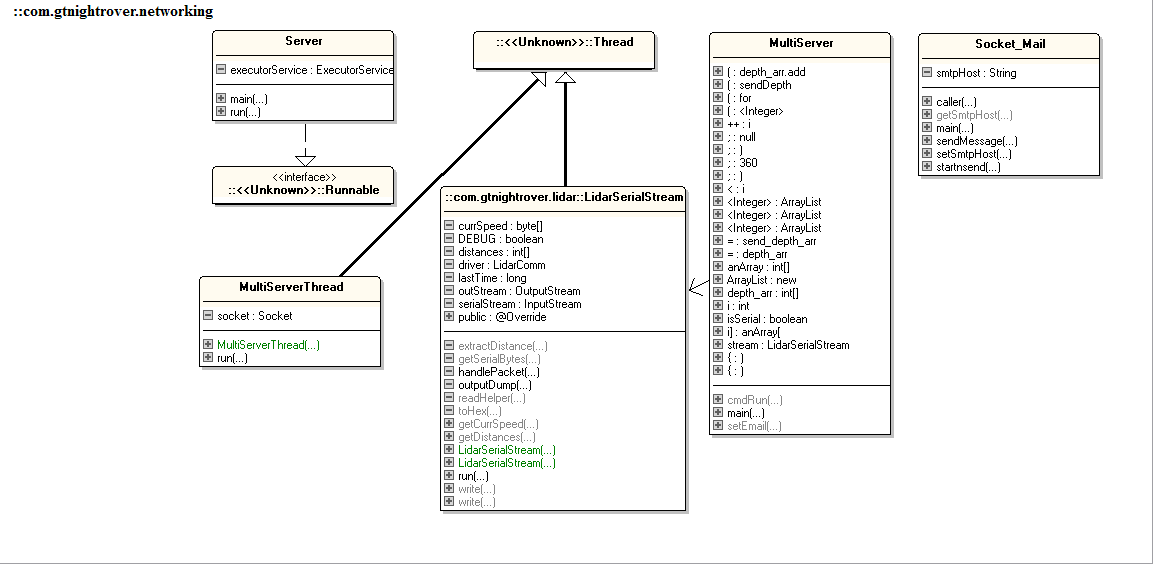 ::com.gtnightrover.networking
Server
executorService : ExecutorService
main(...)
run(...)
<<interface>>
::<<Unknown>>::Runnable
::<<Unknown>>::Thread
MultiServerThread
socket : Socket
MultiServerThread(...)
run(...)
::com.gtnightrover.lidar::LidarSerialStream
currSpeed : byte[]
DEBUG : boolean
distances : int[]
driver : LidarComm
lastTime : long
outStream : OutputStream
serialStream : InputStream
public : @Override
extractDistance(...)
getSerialBytes(...)
handlePacket(...)
outputDump(...)
readHelper(...)
toHex(...)
getCurrSpeed(...)
getDistances(...)
LidarSerialStream(...)
LidarSerialStream(...)
run(...)
write(...)
write(...)
MultiServer
( : depth_arr.add
( : sendDepth
( : for
( : <Integer>
++ : i
; : null
; : )
; : 360
; : )
< : i
<Integer> : ArrayList
<Integer> : ArrayList
<Integer> : ArrayList
= : send_depth_arr
= : depth_arr
anArray : int[]
ArrayList : new
depth_arr : int[]
i : int
isSerial : boolean
i] : anArray[
stream : LidarSerialStream
{ : )
{ : )
cmdRun(...)
main(...)
setEmail(...)
Socket_Mail
smtpHost : String
caller(...)
getSmtpHost(...)
main(...)
sendMessage(...)
setSmtpHost(...)
startnsend(...)